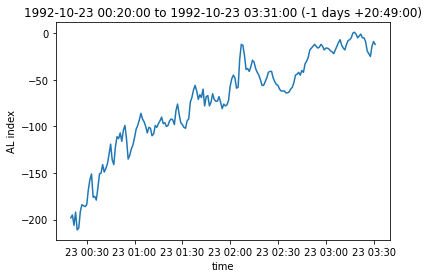 1992-10-23 00:20:00 to 1992-10-23 03:31:00 (-1 days +20:49:00)
0
−50
−100
−150
−200
AL index
23 00:30 23 01:00 23 01:30 23 02:00 23 02:30 23 03:00 23 03:30
time